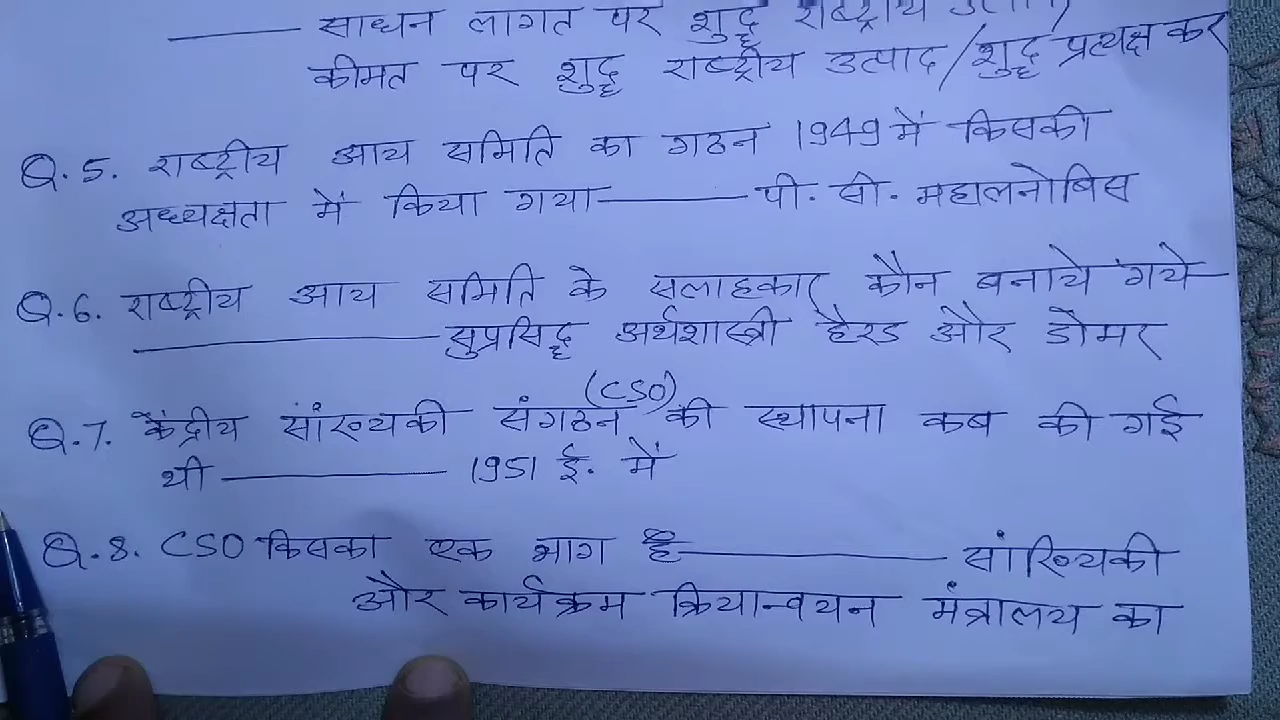 ——— साधन लागत पर शुद्ध राष्ट्रीय
कीमत पर शुद्ध राष्ट्रीय उत्पाद/शुद्ध प्रत्यक्ष कर
Q.5. राष्ट्रीय आय समिति का गठन 1949 में किसकी
अध्यक्षता में किया गया——— पी. सी. महालनोबिस
Q.6. राष्ट्रीय आय समिति के सलाहकार कौन बनाये गये—
——————— सुप्रसिद्ध अर्थशास्त्री हैरड और डोमर
(CSO)
Q.7. केंद्रीय सांख्यकी संगठन की स्थापना कब की गई
थी ————— 1951 ई. में
Q.8. CSO किसका एक भाग है—————— सांख्यिकी
और कार्यक्रम क्रियान्वयन मंत्रालय का